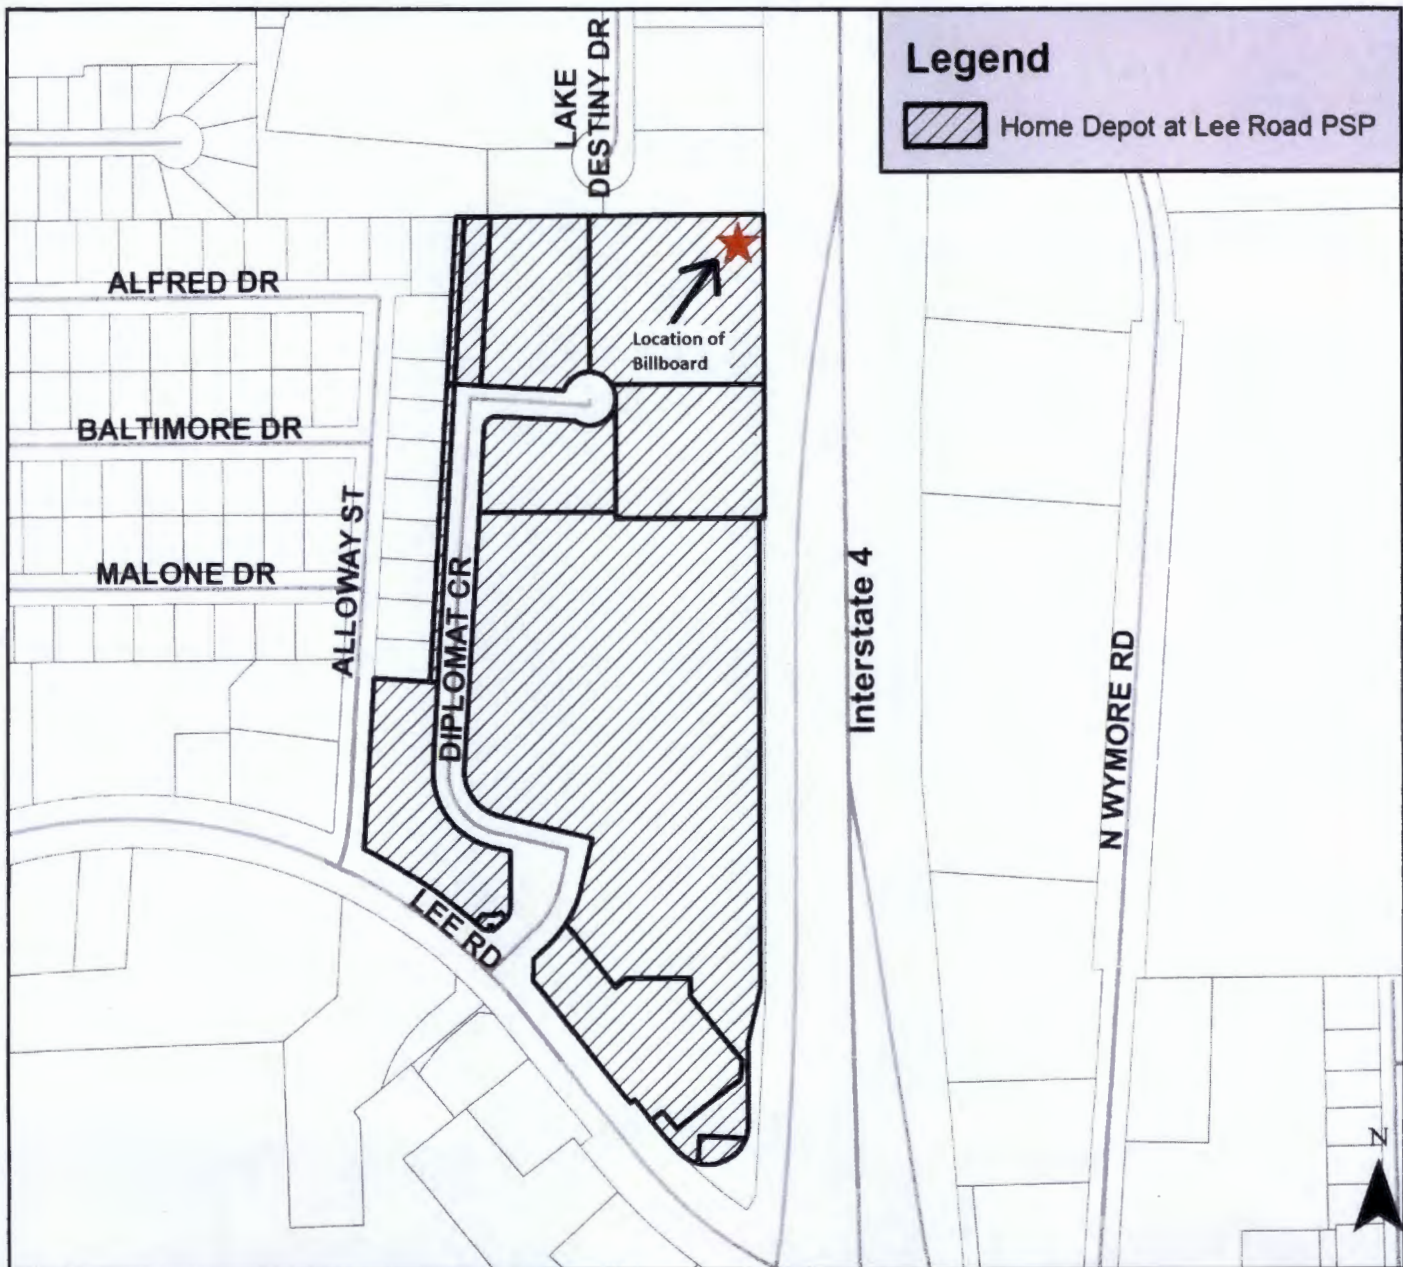 Legend
Home Depot at Lee Road PSP
LAKE
DESTINY DR
ALFRED DR
Location of
Billboard
BALTIMORE DR
ALLOWAY ST
MALONE DR
DIPLOMAT CR
Interstate 4
N WYMORE RD
LEE RD
N